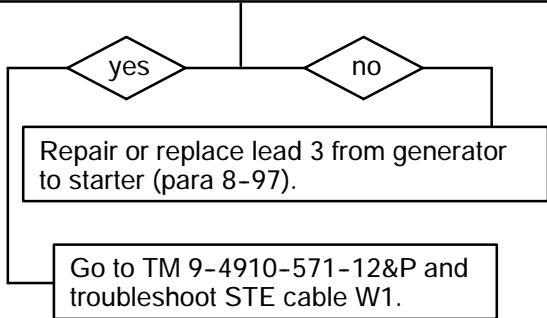 yes
no
Repair or replace lead 3 from generator
to starter (para 8-97).
Go to TM 9-4910-571-12&P and
troubleshoot STE cable W1.